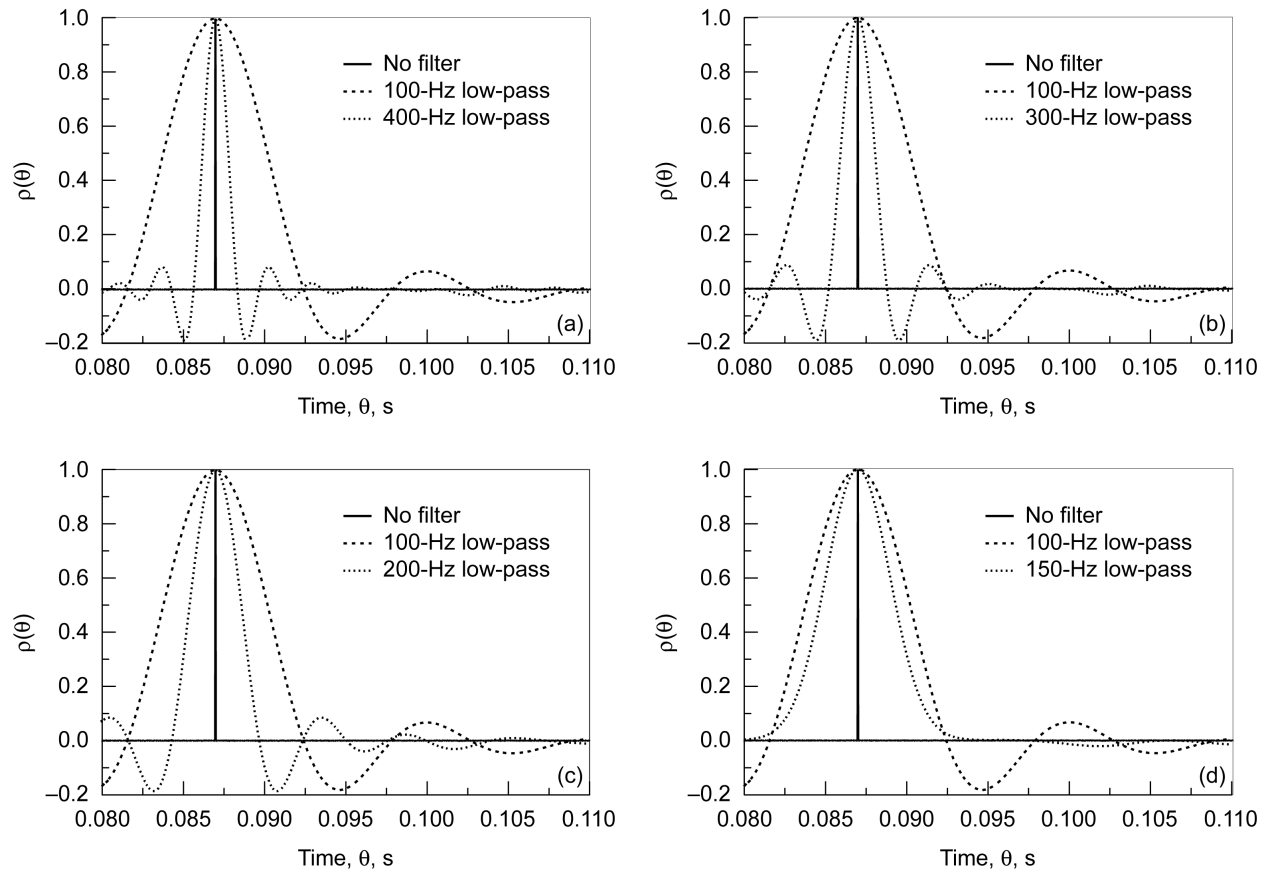 1.0
0.8
0.6
0.4
0.2
0.0
–0.2
ρ(θ)
No filter
100-Hz low-pass
400-Hz low-pass
(a)
0.080 0.085 0.090 0.095 0.100 0.105 0.110
Time, θ, s
1.0
0.8
0.6
0.4
0.2
0.0
–0.2
ρ(θ)
No filter
100-Hz low-pass
300-Hz low-pass
(b)
0.080 0.085 0.090 0.095 0.100 0.105 0.110
Time, θ, s
1.0
0.8
0.6
0.4
0.2
0.0
–0.2
ρ(θ)
No filter
100-Hz low-pass
200-Hz low-pass
(c)
0.080 0.085 0.090 0.095 0.100 0.105 0.110
Time, θ, s
1.0
0.8
0.6
0.4
0.2
0.0
–0.2
ρ(θ)
No filter
100-Hz low-pass
150-Hz low-pass
(d)
0.080 0.085 0.090 0.095 0.100 0.105 0.110
Time, θ, s